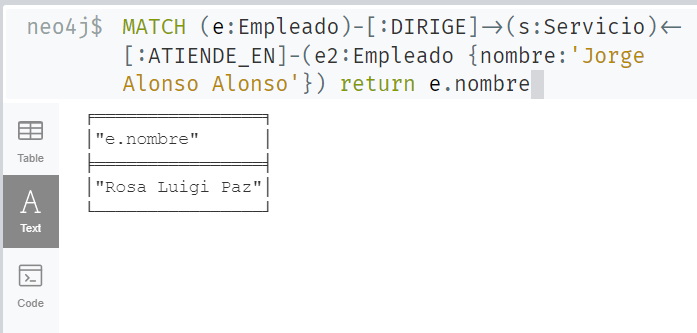 neo4j$ MATCH (e:Empleado)-[:DIRIGE]->(s:Servicio)<-
[:ATIENDE_EN]-(e2:Empleado {nombre:'Jorge
Alonso Alonso'}) return e.nombre
Table
Text
Code
"e.nombre"
"Rosa Luigi Paz"